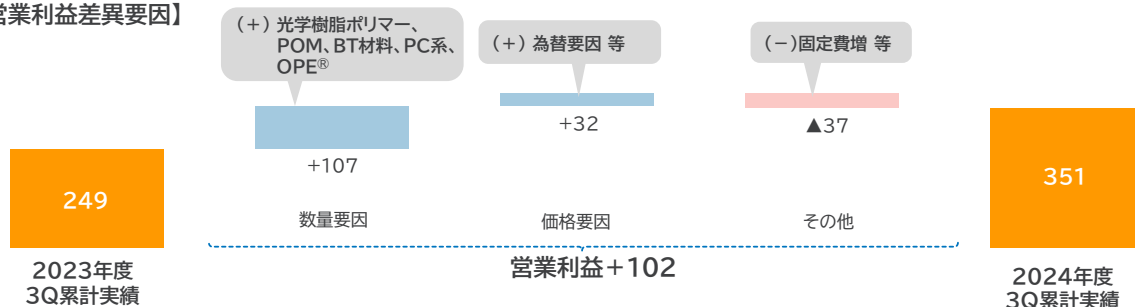 営業利益差異要因】
（＋）光学樹脂ポリマー、
POM、BT材料、PC系、
OPE®
（＋）為替要因 等
（－）固定費増 等
+107
+32
▲37
249
351
数量要因
価格要因
その他
営業利益＋102
2023年度
3Q累計実績
2024年度
3Q累計実績